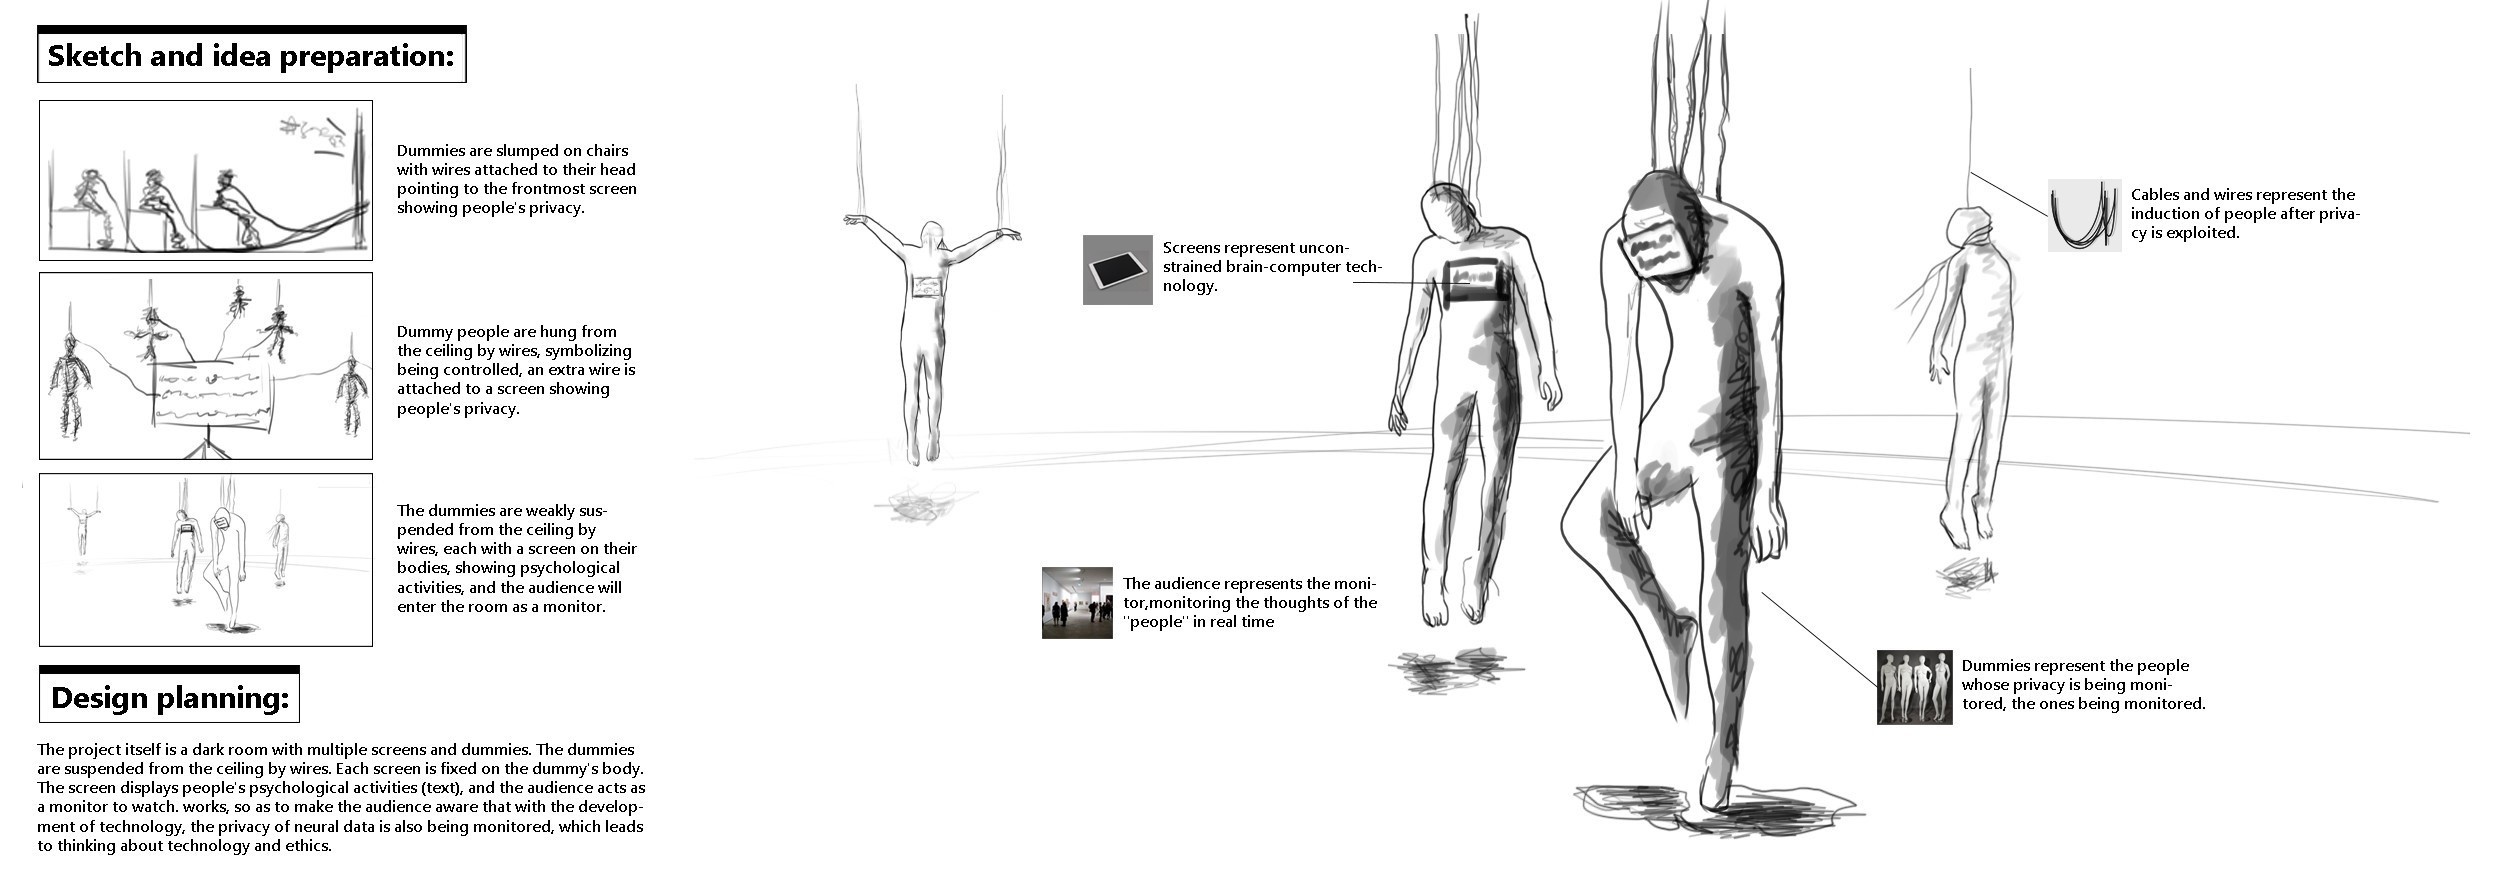 Sketch and idea preparation:
Dummies are slumped on chairs
with wires attached to their head
pointing to the frontmost screen
showing people's privacy.
Dummy people are hung from
the ceiling by wires, symbolizing
being controlled, an extra wire is
attached to a screen showing
people's privacy.
The dummies are weakly sus-
pended from the ceiling by
wires, each with a screen on their
bodies, showing psychological
activities, and the audience will
enter the room as a monitor.
Design planning:
The project itself is a dark room with multiple screens and dummies. The dummies
are suspended from the ceiling by wires. Each screen is fixed on the dummy's body.
The screen displays people's psychological activities (text), and the audience acts as
a monitor to watch. works, so as to make the audience aware that with the develop-
ment of technology, the privacy of neural data is also being monitored, which leads
to thinking about technology and ethics.
Screens represent uncon-
strained brain-computer tech-
nology.
The audience represents the moni-
tor,monitoring the thoughts of the
"people" in real time
Cables and wires represent the
induction of people after priva-
cy is exploited.
Dummies represent the people
whose privacy is being moni-
tored, the ones being monitored.